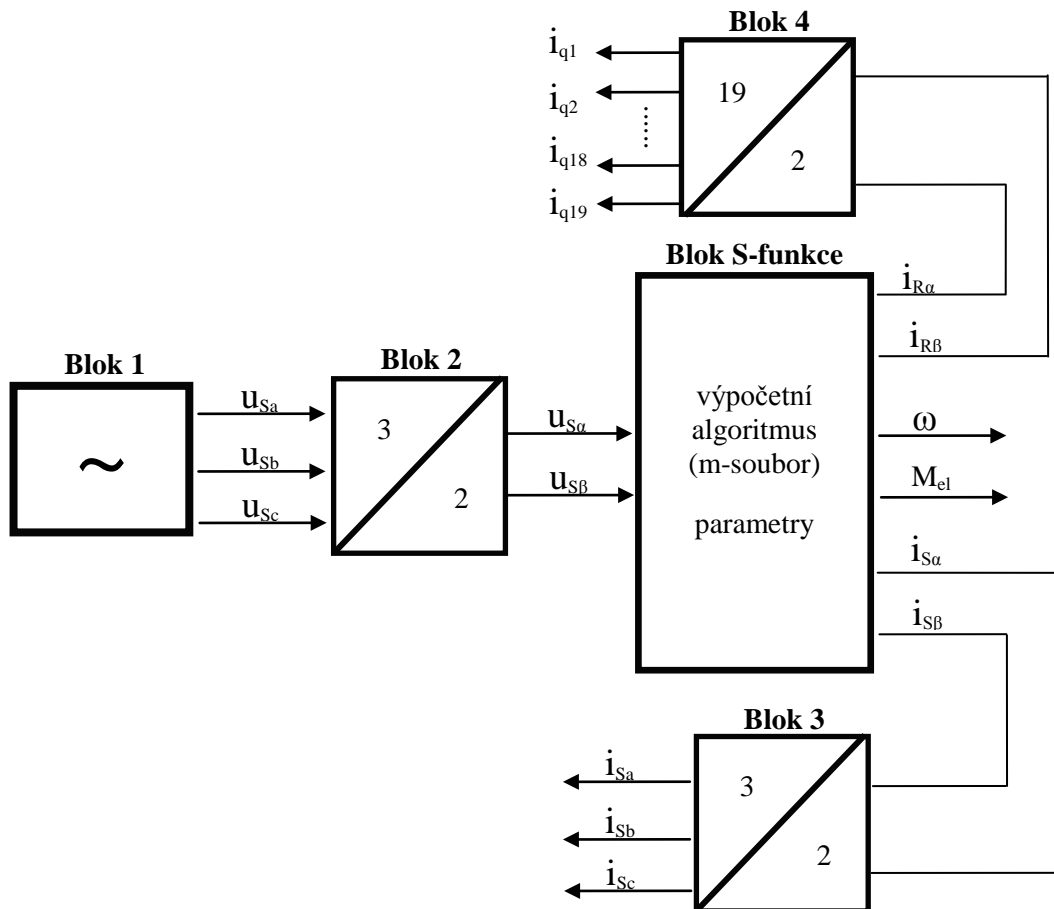 Blok 4
i_q1
i_q2
i_q18
i_q19
19
2
Blok S-funkce
i_Rα
i_Rβ
ω
M_el
i_Sα
i_Sβ
výpočetní
algoritmus
(m-soubor)
parametry
Blok 1
~
u_Sa
u_Sb
u_Sc
Blok 2
3
2
u_Sα
u_Sβ
Blok 3
i_Sa
i_Sb
i_Sc
3
2